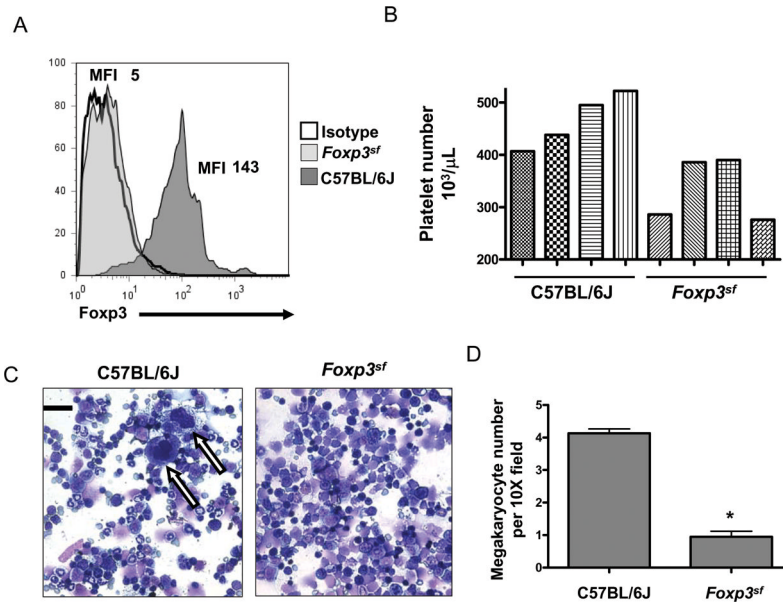 A
MFI 5
MFI 143
100
80
60
40
20
0
10⁰ 10¹ 10² 10³
Foxp3
Isotype
Foxp3ˢᶠ
C57BL/6J
B
Platelet number
10³/µL
500
400
300
200
C57BL/6J Foxp3ˢᶠ
C
C57BL/6J Foxp3ˢᶠ
D
Megakaryocyte number
per 10X field
5
4
3
2
1
0
*
C57BL/6J Foxp3ˢᶠ